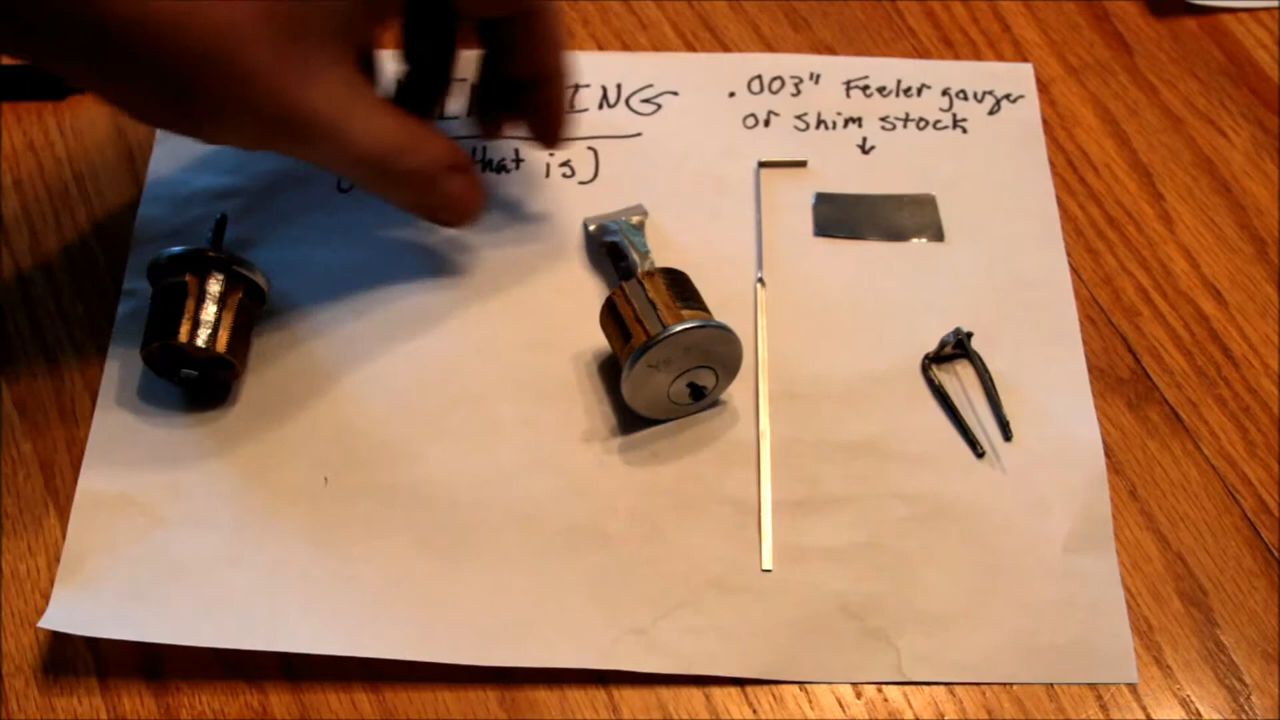 ING
that is)
.003" Feeler gauge
or shim stock